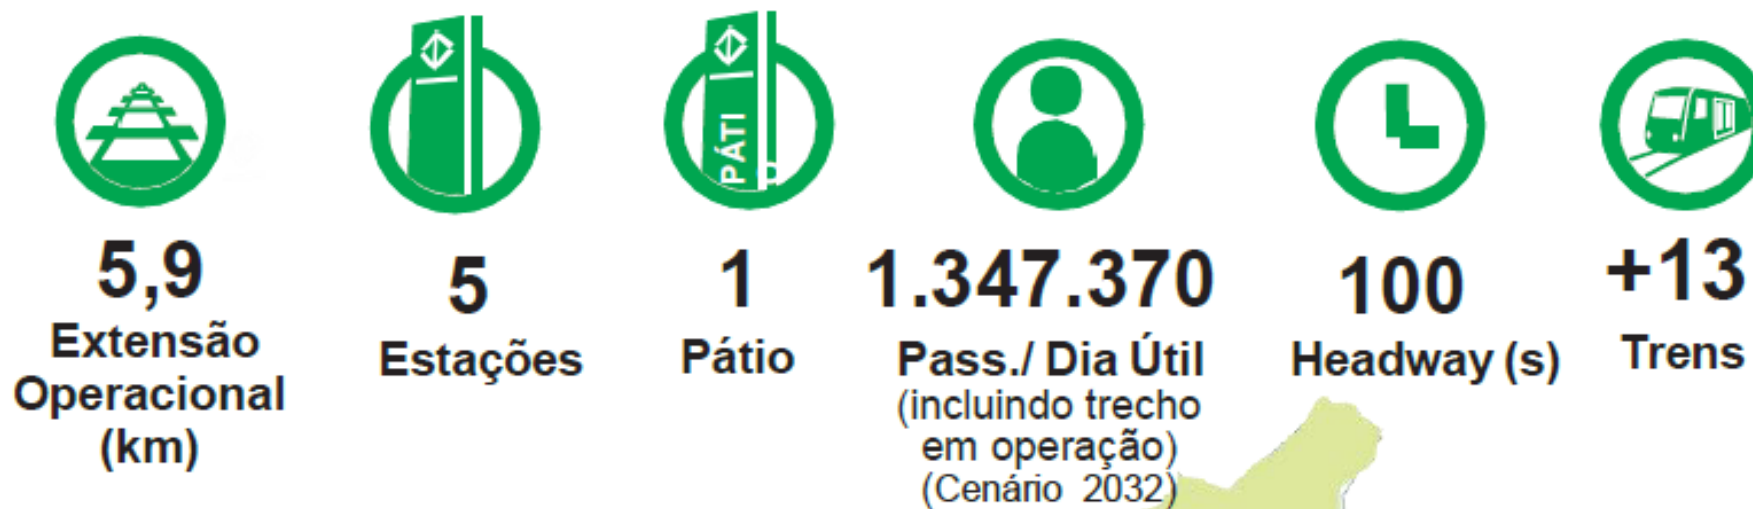 PÁTI
O
5,9
Extensão
Operacional
(km)
5
Estações
1
Pátio
1.347.370
Pass./ Dia Útil
(incluindo trecho
em operação)
(Cenário 2032)
100
Headway (s)
+13
Trens